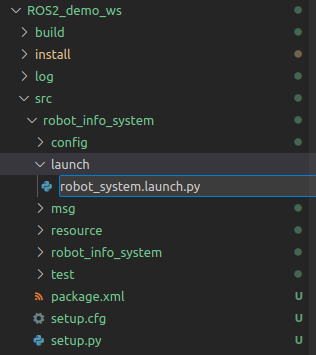 ROS2_demo_ws
build
install
log
src
robot_info_system
config
launch
robot_system.launch.py
msg
resource
robot_info_system
test
package.xml U
setup.cfg U
setup.py U